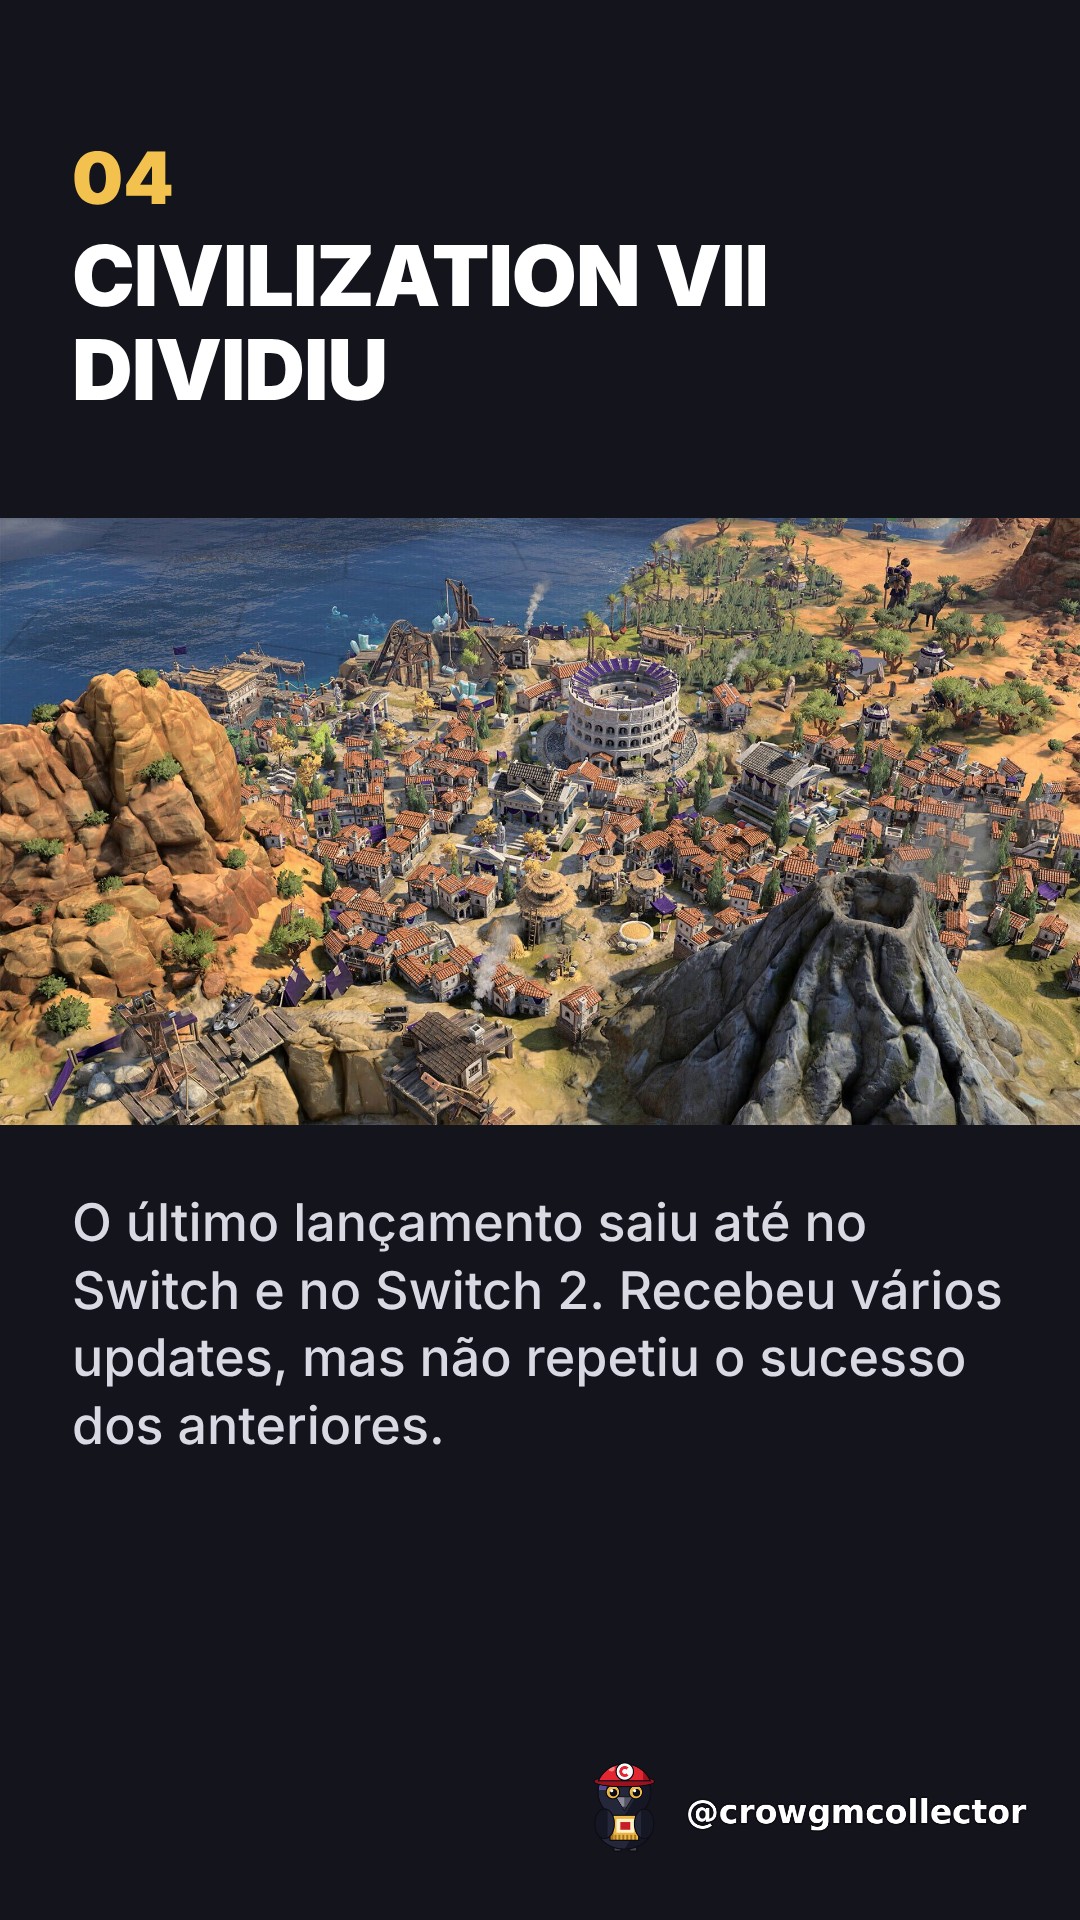 04
CIVILIZATION VII
DIVIDIU
O último lançamento saiu até no
Switch e no Switch 2. Recebeu vários
updates, mas não repetiu o sucesso
dos anteriores.
C
@crowgmcollector